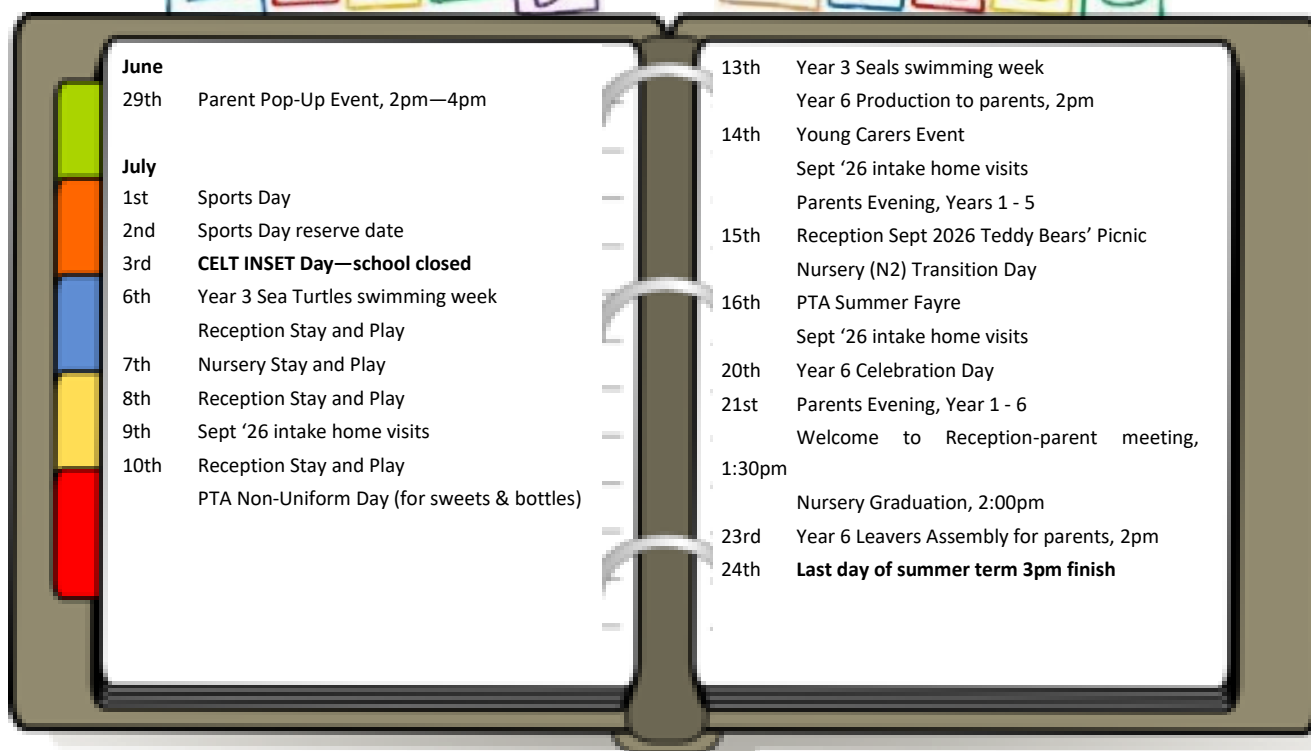 June
29th Parent Pop-Up Event, 2pm—4pm
July
1st Sports Day
2nd Sports Day reserve date
3rd CELT INSET Day—school closed
6th Year 3 Sea Turtles swimming week
Reception Stay and Play
7th Nursery Stay and Play
8th Reception Stay and Play
9th Sept ‘26 intake home visits
10th Reception Stay and Play
PTA Non-Uniform Day (for sweets & bottles)
13th Year 3 Seals swimming week
Year 6 Production to parents, 2pm
14th Young Carers Event
Sept ‘26 intake home visits
Parents Evening, Years 1 - 5
15th Reception Sept 2026 Teddy Bears’ Picnic
Nursery (N2) Transition Day
16th PTA Summer Fayre
Sept ‘26 intake home visits
20th Year 6 Celebration Day
21st Parents Evening, Year 1 - 6
Welcome to Reception-parent meeting,
1:30pm
Nursery Graduation, 2:00pm
23rd Year 6 Leavers Assembly for parents, 2pm
24th Last day of summer term 3pm finish